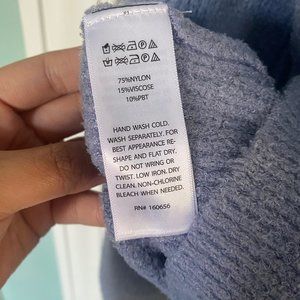 75%NYLON
15%VISCOSE
10%PBT
HAND WASH COLD.
WASH SEPARATELY. FOR
BEST APPEARANCE RE-
SHAPE AND FLAT DRY.
DO NOT WRING OR
TWIST. LOW IRON. DRY
CLEAN. NON-CHLORINE
BLEACH WHEN NEEDED.
RN# 160656